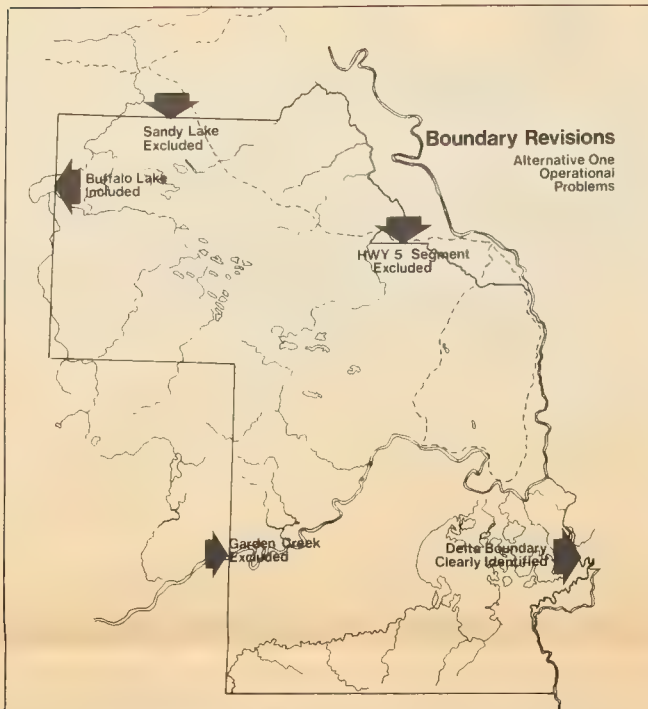 Boundary Revisions
Alternative One
Operational
Problems
Sandy Lake
Excluded
Buffalo Lake
Included
HWY 5 Segment
Excluded
Garden Creek
Excluded
Delta Boundary
Clearly Identified